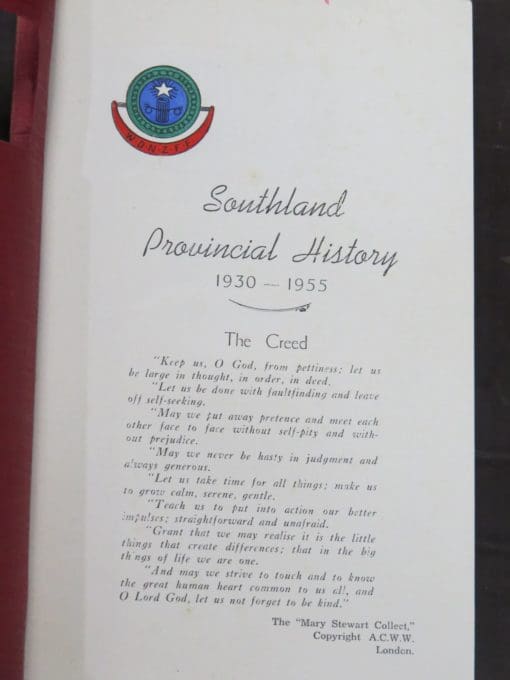 W D N Z F F
Southland
Provincial History
1930 — 1955
The Creed
"Keep us, O God, from pettiness; let us
be large in thought, in order, in deed.
"Let us be done with faultfinding and leave
off self-seeking.
"May we put away pretence and meet each
other face to face without self-pity and with-
out prejudice.
"May we never be hasty in judgment and
always generous.
"Let us take time for all things; make us
to grow calm, serene, gentle.
"Teach us to put into action our better
impulses; straightforward and unafraid.
"Grant that we may realise it is the little
things that create differences; that in the big
things of life we are one.
"And may we strive to touch and to know
the great human heart common to us all, and
O Lord God, let us not forget to be kind."
The "Mary Stewart Collect,"
Copyright A.C.W.W.
London.